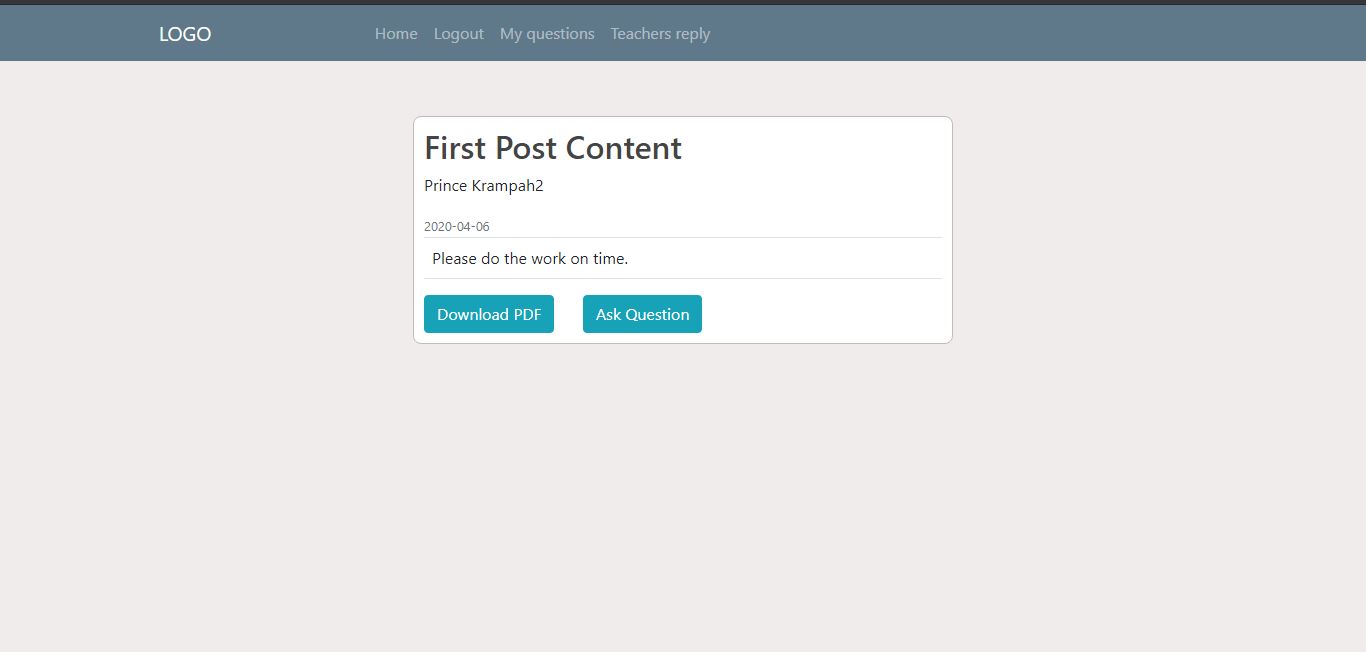 LOGO Home Logout My questions Teachers reply
First Post Content
Prince Krampah2
2020-04-06
Please do the work on time.
Download PDF Ask Question